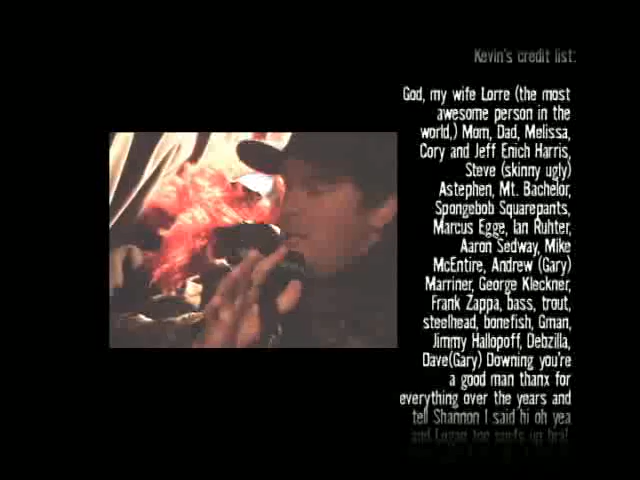 Kevin's credit list:
God, my wife Lorre (the most
awesome person in the
world,) Mom, Dad, Melissa,
Cory and Jeff Enich Harris,
Steve (skinny ugly)
Astephen, Mt. Bachelor,
Spongebob Squarepants,
Marcus Egge, Ian Ruhter,
Aaron Sedway, Mike
McEntire, Andrew (Gary)
Marriner, George Kleckner,
Frank Zappa, bass, trout,
steelhead, bonefish, Gman,
Jimmy Hallopoff, Debzilla,
Dave(Gary) Downing you're
a good man thanx for
everything over the years and
tell Shannon I said hi oh yea
and Logan too